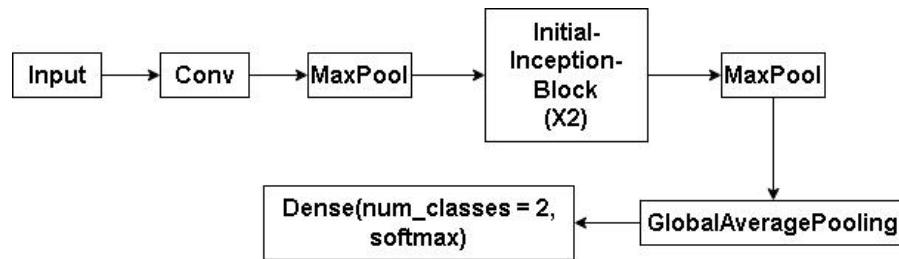 Input
Conv
MaxPool
Initial-
Inception-
Block
(X2)
MaxPool
GlobalAveragePooling
Dense(num_classes = 2,
softmax)